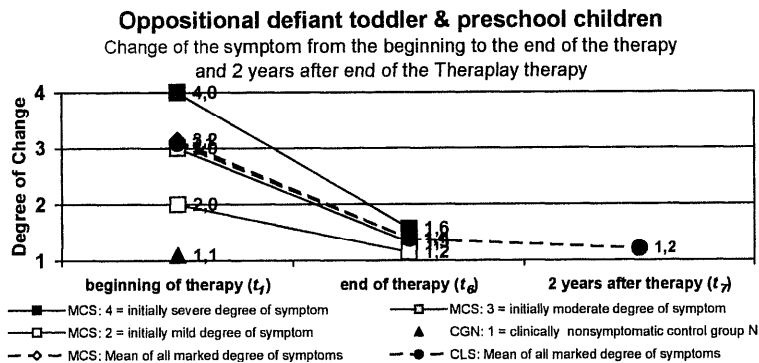 Oppositional defiant toddler & preschool children
Change of the symptom from the beginning to the end of the therapy
and 2 years after end of the Theraplay therapy
Degree of Change
4
3
2
1
4,0
2,0
1,1
1,6
1,2
1,2
beginning of therapy (t1)
end of therapy (t6)
2 years after therapy (t7)
MCS: 4 = initially severe degree of symptom
MCS: 3 = initially moderate degree of symptom
MCS: 2 = initially mild degree of symptom
CGN: 1 = clinically nonsymptomatic control group N
MCS: Mean of all marked degree of symptoms
CLS: Mean of all marked degree of symptoms